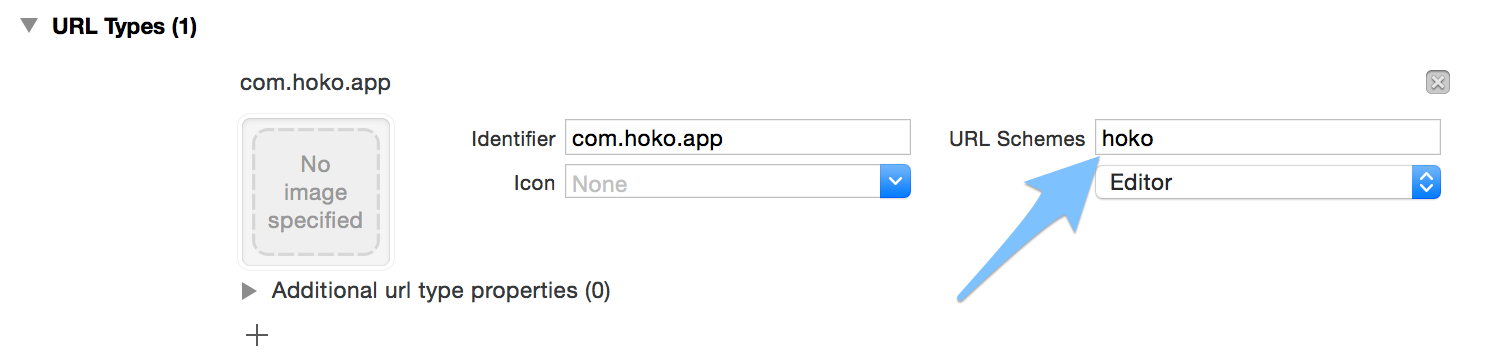 URL Types (1)
com.hoko.app
No
image
specified
Identifier com.hoko.app
URL Schemes hoko
Icon None
Editor
Additional url type properties (0)